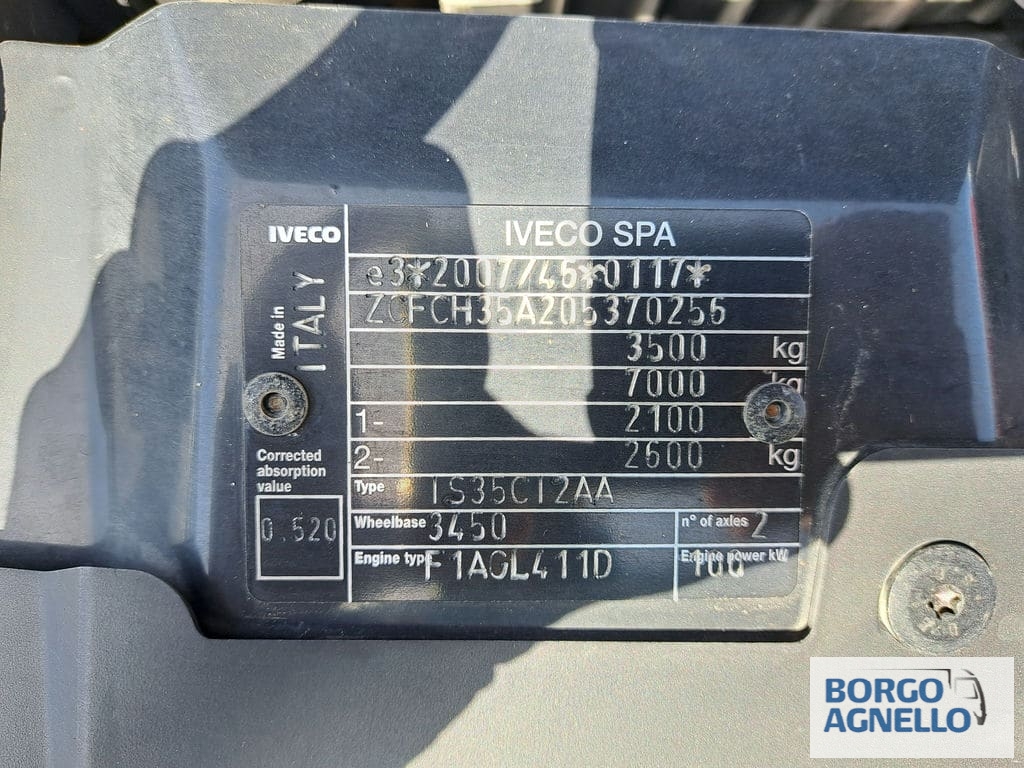 IVECO
IVECO SPA
Made in
ITALY
e3*2007/46*0117*
ZCFCH35A205370256
3500 kg
7000 kg
1- 2100
2- 2600 kg
Corrected
absorption
value
0.520
Type IS35CI2AA
Wheelbase 3450
n° of axles 2
Engine type F1AGL411D
Engine power kW 100
BORGO
AGNELLO